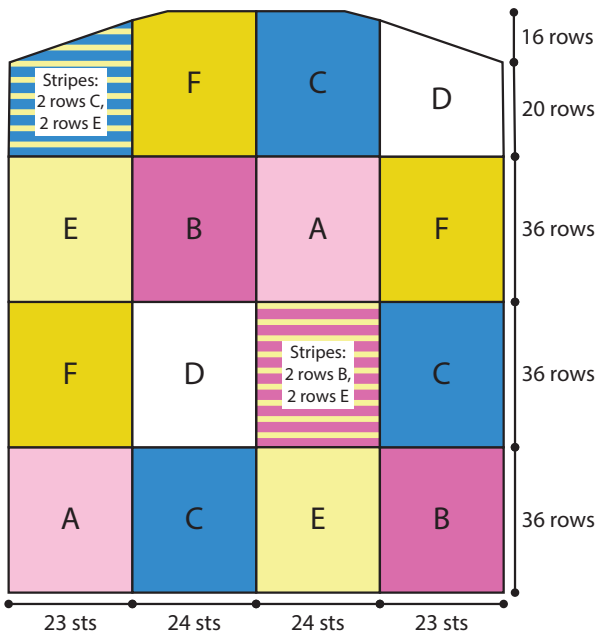 16 rows
Stripes:
2 rows C,
2 rows E
F
C
D
20 rows
E
B
A
F
36 rows
F
D
Stripes:
2 rows B,
2 rows E
C
36 rows
A
C
E
B
36 rows
23 sts
24 sts
24 sts
23 sts